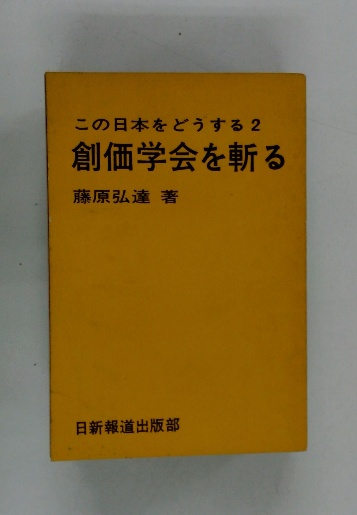 この日本をどうする2
創価学会を斬る
藤原弘達 著
日新報道出版部